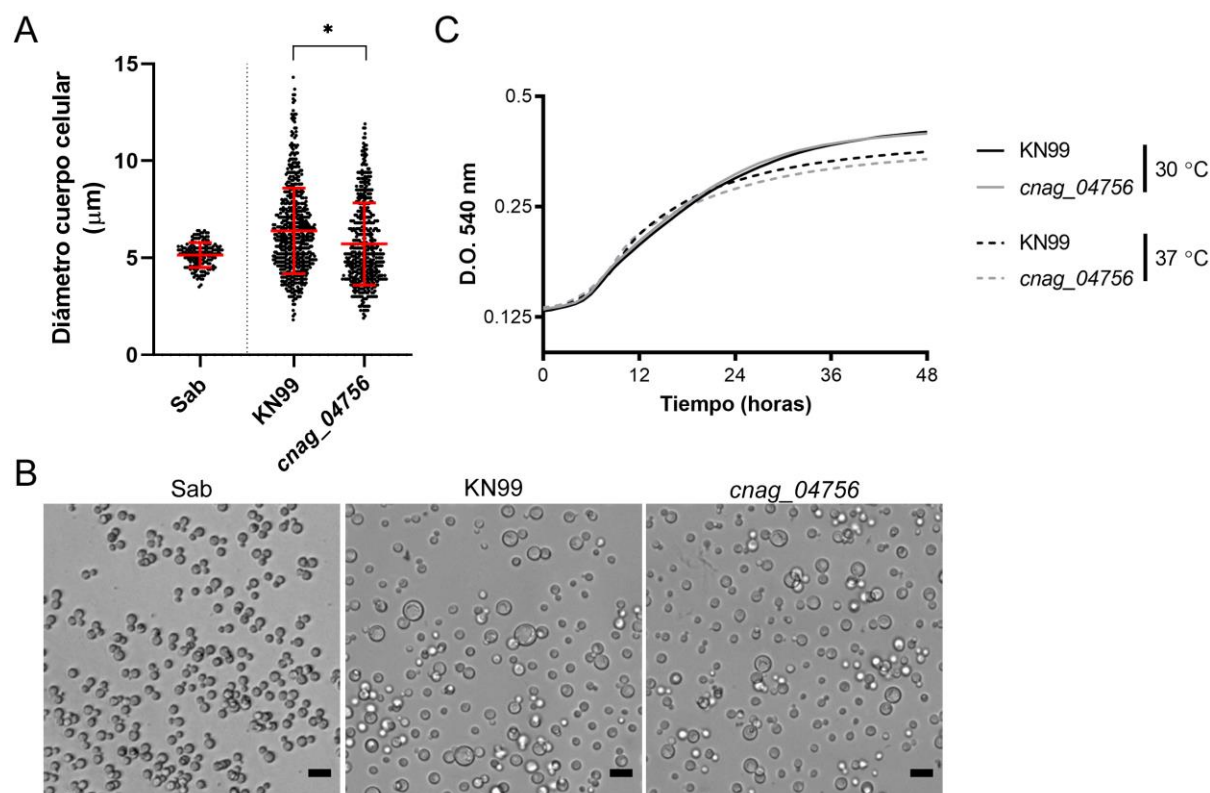 A
*
Diámetro cuerpo celular
(μm)
15
10
5
0
Sab
KN99
cnag_04756
C
D.O. 540 nm
0.5
0.25
0.125
0
12
24
36
48
Tiempo (horas)
KN99
cnag_04756
30 °C
KN99
cnag_04756
37 °C
B
Sab
KN99
cnag_04756